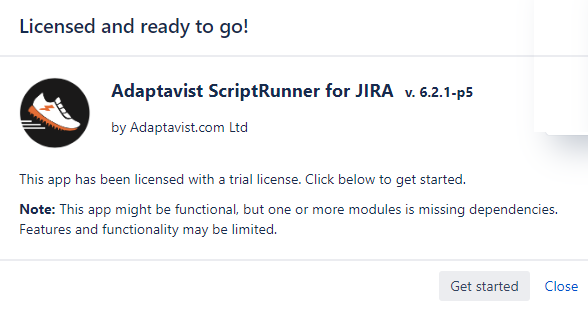 Licensed and ready to go!
Adaptavist ScriptRunner for JIRA v. 6.2.1-p5
by Adaptavist.com Ltd
This app has been licensed with a trial license. Click below to get started.
Note: This app might be functional, but one or more modules is missing dependencies.
Features and functionality may be limited.
Get started Close